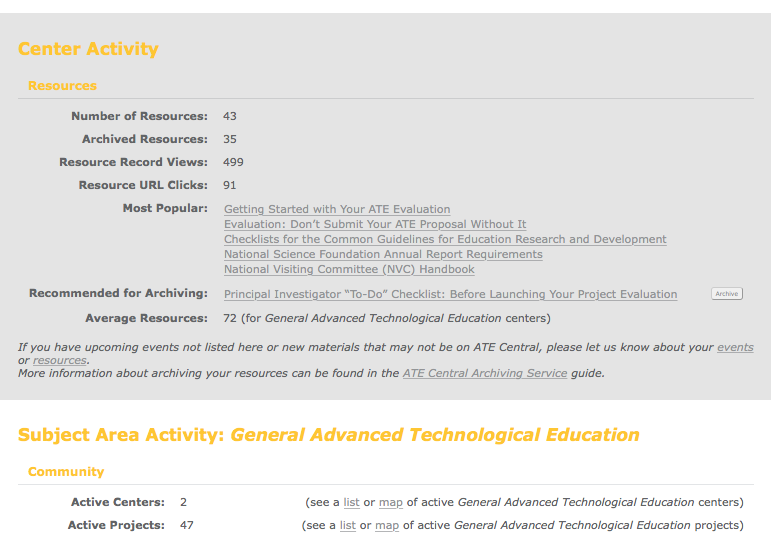 Center Activity
Resources
Number of Resources: 43
Archived Resources: 35
Resource Record Views: 499
Resource URL Clicks: 91
Most Popular: Getting Started with Your ATE Evaluation
Evaluation: Don’t Submit Your ATE Proposal Without It
Checklists for the Common Guidelines for Education Research and Development
National Science Foundation Annual Report Requirements
National Visiting Committee (NVC) Handbook
Recommended for Archiving: Principal Investigator “To-Do” Checklist: Before Launching Your Project Evaluation Archive
Average Resources: 72 (for General Advanced Technological Education centers)
If you have upcoming events not listed here or new materials that may not be on ATE Central, please let us know about your events
or resources.
More information about archiving your resources can be found in the ATE Central Archiving Service guide.
Subject Area Activity: General Advanced Technological Education
Community
Active Centers: 2 (see a list or map of active General Advanced Technological Education centers)
Active Projects: 47 (see a list or map of active General Advanced Technological Education projects)